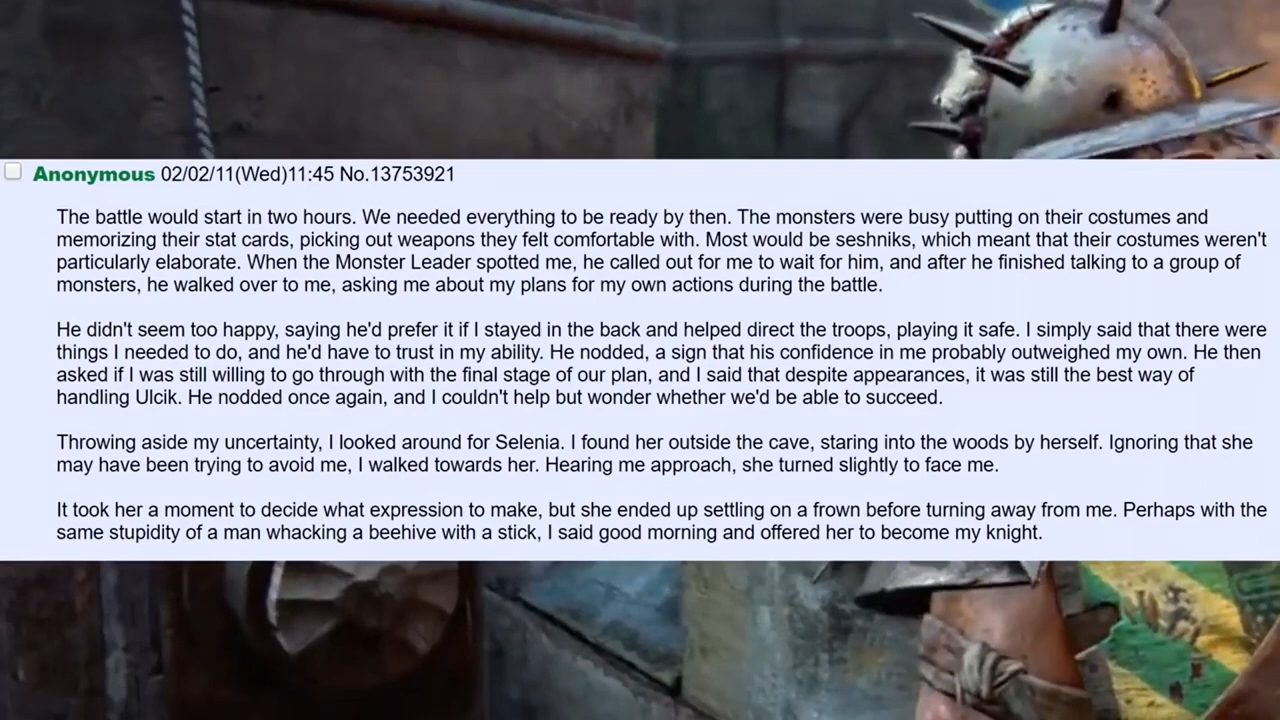 Anonymous 02/02/11(Wed)11:45 No.13753921
The battle would start in two hours. We needed everything to be ready by then. The monsters were busy putting on their costumes and
memorizing their stat cards, picking out weapons they felt comfortable with. Most would be seshniks, which meant that their costumes weren't
particularly elaborate. When the Monster Leader spotted me, he called out for me to wait for him, and after he finished talking to a group of
monsters, he walked over to me, asking me about my plans for my own actions during the battle.
He didn't seem too happy, saying he'd prefer it if I stayed in the back and helped direct the troops, playing it safe. I simply said that there were
things I needed to do, and he'd have to trust in my ability. He nodded, a sign that his confidence in me probably outweighed my own. He then
asked if I was still willing to go through with the final stage of our plan, and I said that despite appearances, it was still the best way of
handling Ulcik. He nodded once again, and I couldn't help but wonder whether we'd be able to succeed.
Throwing aside my uncertainty, I looked around for Selenia. I found her outside the cave, staring into the woods by herself. Ignoring that she
may have been trying to avoid me, I walked towards her. Hearing me approach, she turned slightly to face me.
It took her a moment to decide what expression to make, but she ended up settling on a frown before turning away from me. Perhaps with the
same stupidity of a man whacking a beehive with a stick, I said good morning and offered her to become my knight.